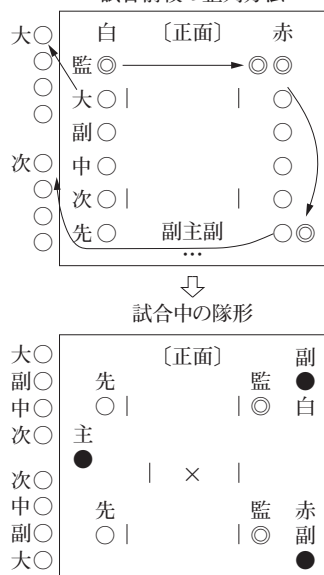 試合前後の整列方法
白 〔正面〕 赤
監
大
大
副
中
次
次
先
副主副
…
試合中の隊形
大 〔正面〕 副
副 先 監
中 白
次 主
次 ×
中 先 監 赤
副 副
大